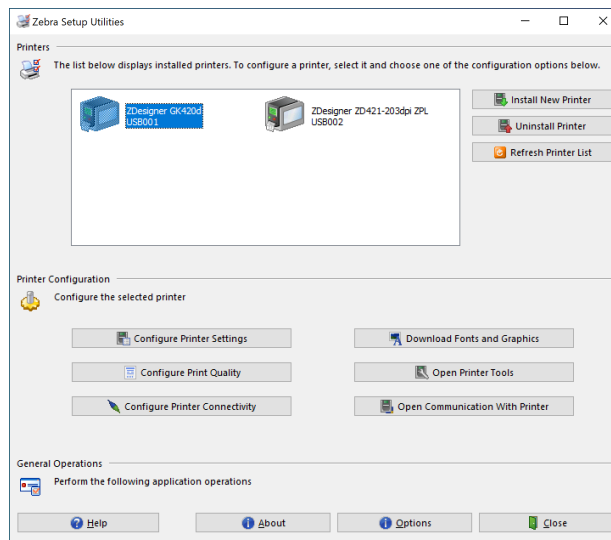 Zebra Setup Utilities
Printers
The list below displays installed printers. To configure a printer, select it and choose one of the configuration options below.
ZDesigner GK420d
USB001
ZDesigner ZD421-203dpi ZPL
USB002
Install New Printer
Uninstall Printer
Refresh Printer List
Printer Configuration
Configure the selected printer
Configure Printer Settings
Download Fonts and Graphics
Configure Print Quality
Open Printer Tools
Configure Printer Connectivity
Open Communication With Printer
General Operations
Perform the following application operations
Help
About
Options
Close